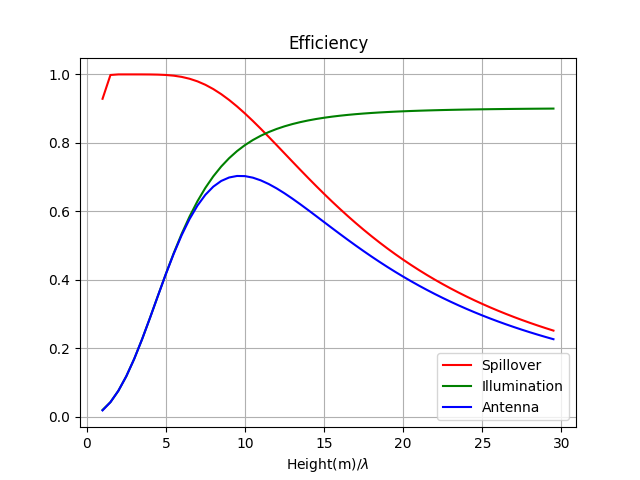 Efficiency
1.0
0.8
0.6
0.4
0.2
0.0
0 5 10 15 20 25 30
Height(m)/λ
Spillover
Illumination
Antenna